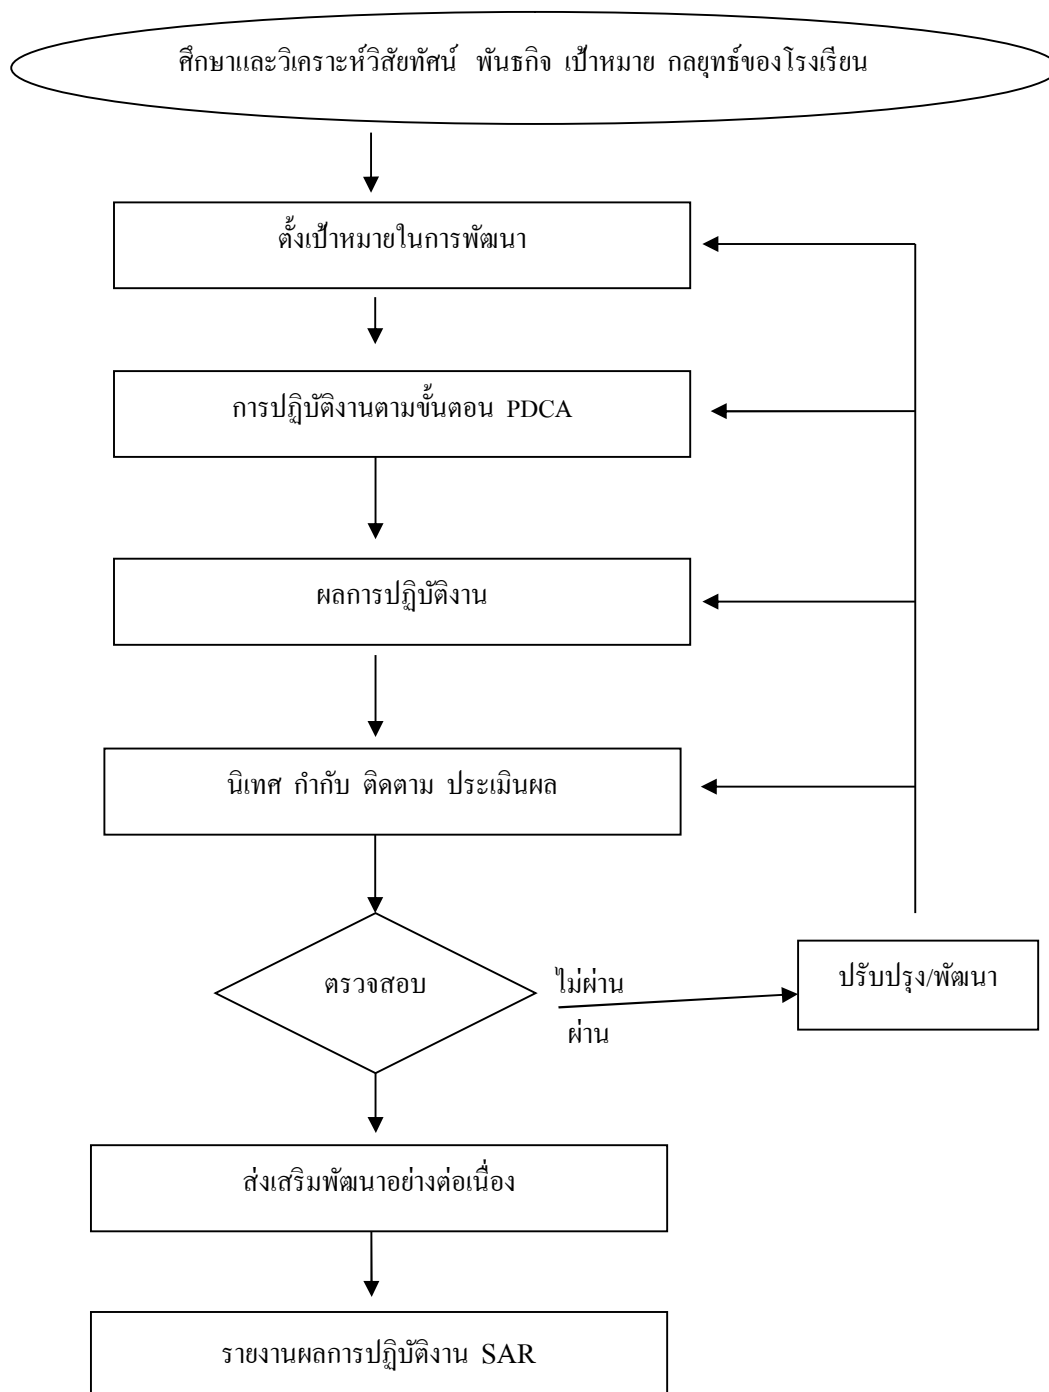 ศึกษาและวิเคราะห์วิสัยทัศน์ พันธกิจ เป้าหมาย กลยุทธ์ของโรงเรียน
ตั้งเป้าหมายในการพัฒนา
การปฏิบัติงานตามขั้นตอน PDCA
ผลการปฏิบัติงาน
นิเทศ กำกับ ติดตาม ประเมินผล
ตรวจสอบ
ไม่ผ่าน
ผ่าน
ปรับปรุง/พัฒนา
ส่งเสริมพัฒนาอย่างต่อเนื่อง
รายงานผลการปฏิบัติงาน SAR